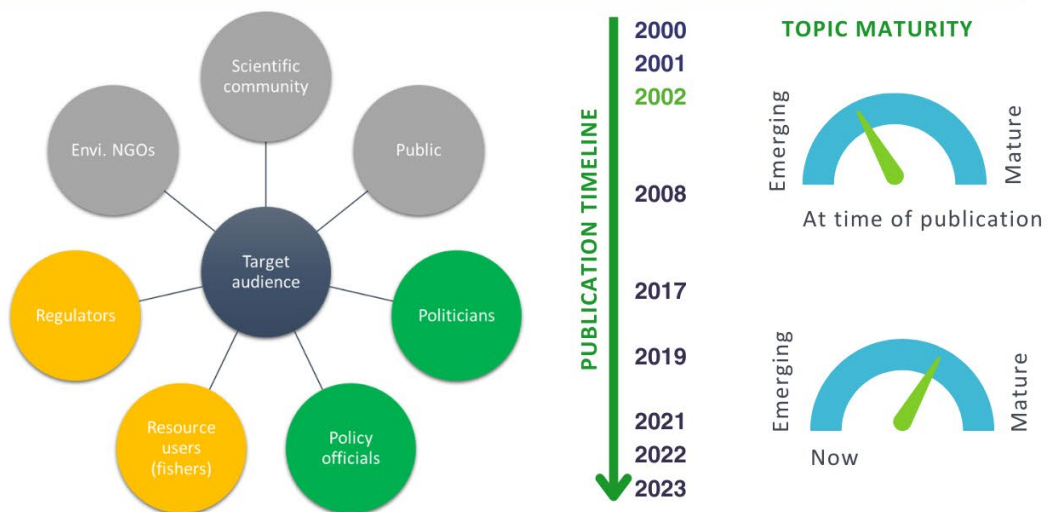 Scientific
community
Envi. NGOs
Public
Target
audience
Regulators
Politicians
Resource
users
(fishers)
Policy
officials
PUBLICATION TIMELINE
2000
2001
2002
2008
2017
2019
2021
2022
2023
TOPIC MATURITY
Emerging
Mature
At time of publication
Emerging
Mature
Now